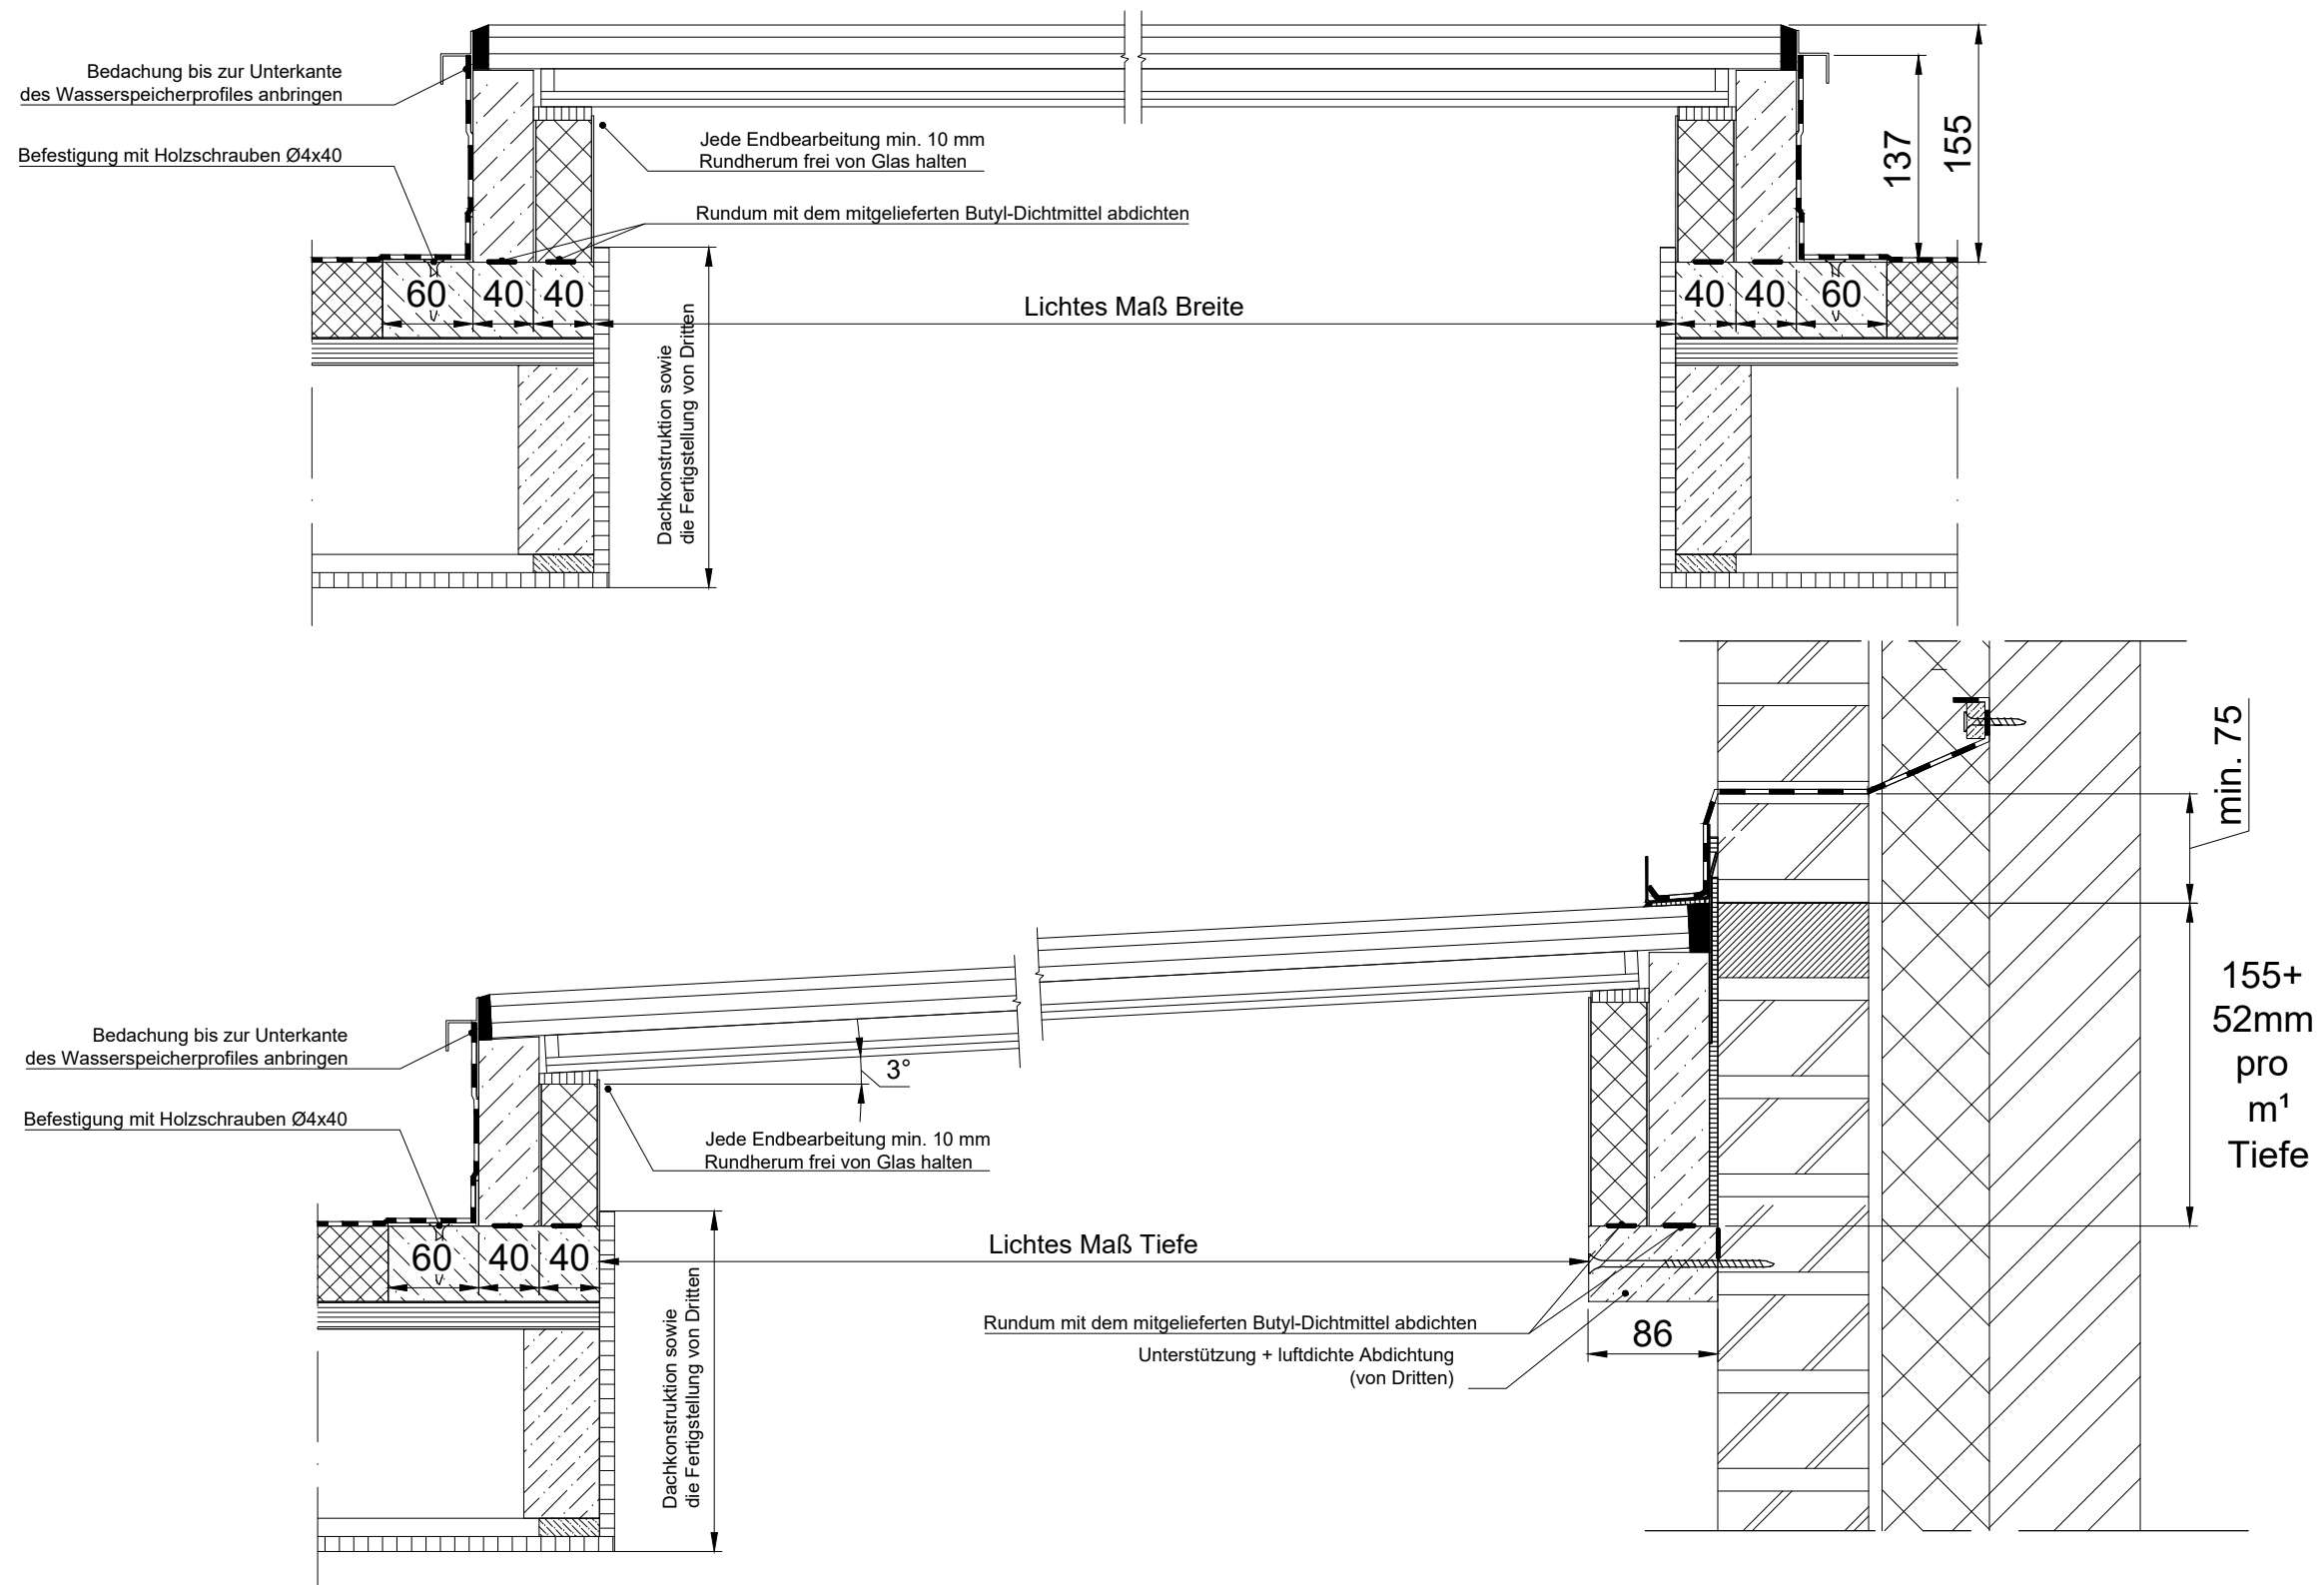 Bedachung bis zur Unterkante
des Wasserspeicherprofiles anbringen
Befestigung mit Holzschrauben Ø4x40
Jede Endbearbeitung min. 10 mm
Rundherum frei von Glas halten
Rundum mit dem mitgelieferten Butyl-Dichtmittel abdichten
137
155
60
40
40
Lichtes Maß Breite
40
40
60
Dachkonstruktion sowie
die Fertigstellung von Dritten
min. 75
155+
52mm
pro
m¹
Tiefe
Bedachung bis zur Unterkante
des Wasserspeicherprofiles anbringen
3°
Befestigung mit Holzschrauben Ø4x40
Jede Endbearbeitung min. 10 mm
Rundherum frei von Glas halten
60
40
40
Lichtes Maß Tiefe
Dachkonstruktion sowie
die Fertigstellung von Dritten
Rundum mit dem mitgelieferten Butyl-Dichtmittel abdichten
86
Unterstützung + luftdichte Abdichtung
(von Dritten)